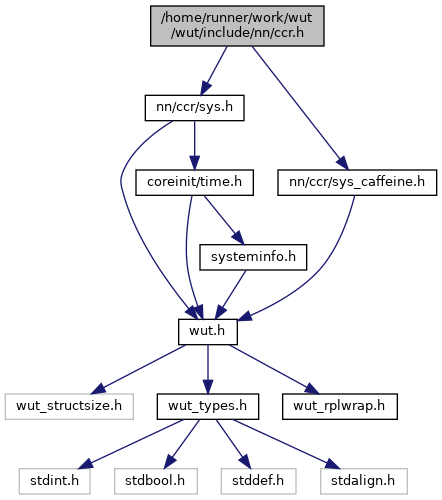 /home/runner/work/wut
/wut/include/nn/ccr.h
nn/ccr/sys.h
coreinit/time.h
nn/ccr/sys_caffeine.h
systeminfo.h
wut.h
wut_structsize.h
wut_types.h
wut_rplwrap.h
stdint.h
stdbool.h
stddef.h
stdalign.h